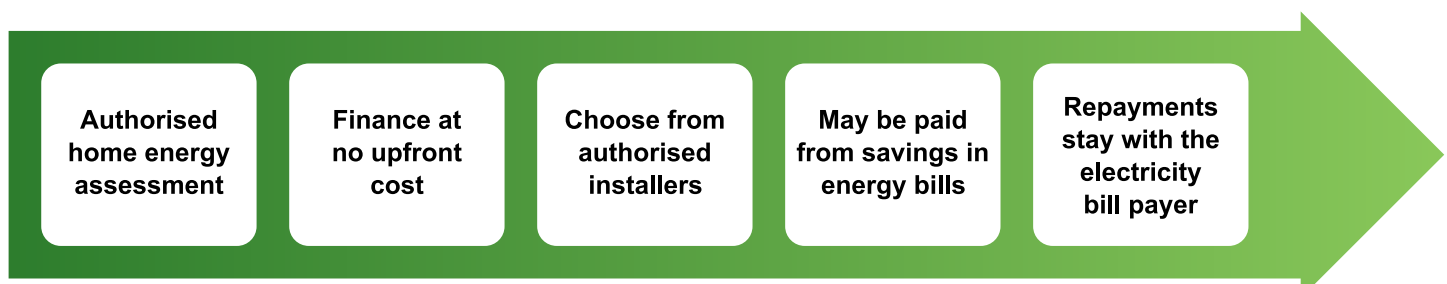 Authorised
home energy
assessment
Finance at
no upfront
cost
Choose from
authorised
installers
May be paid
from savings in
energy bills
Repayments
stay with the
electricity
bill payer